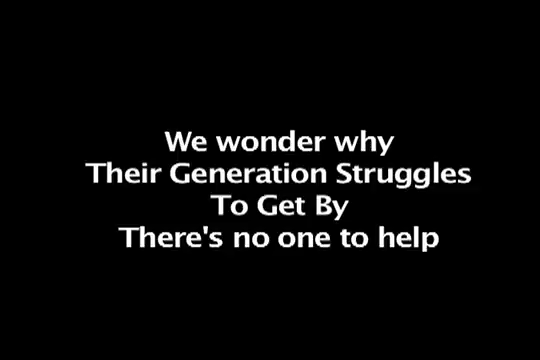 We wonder why
Their Generation Struggles
To Get By
There's no one to help